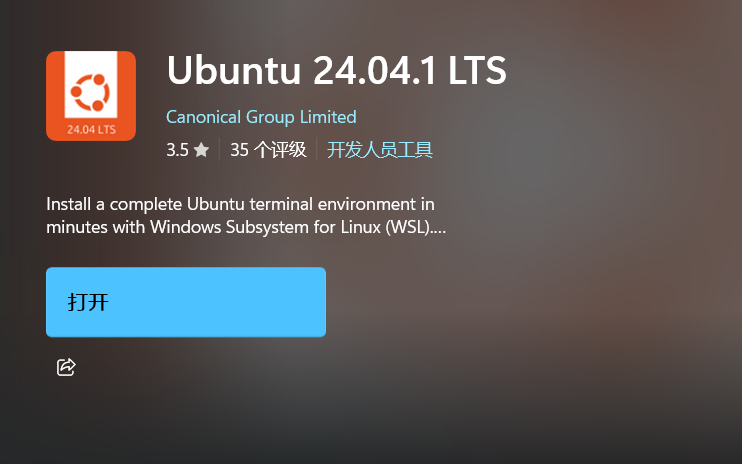 24.04 LTS
Ubuntu 24.04.1 LTS
Canonical Group Limited
3.5 35 个评级 开发人员工具
Install a complete Ubuntu terminal environment in
minutes with Windows Subsystem for Linux (WSL)....
打开